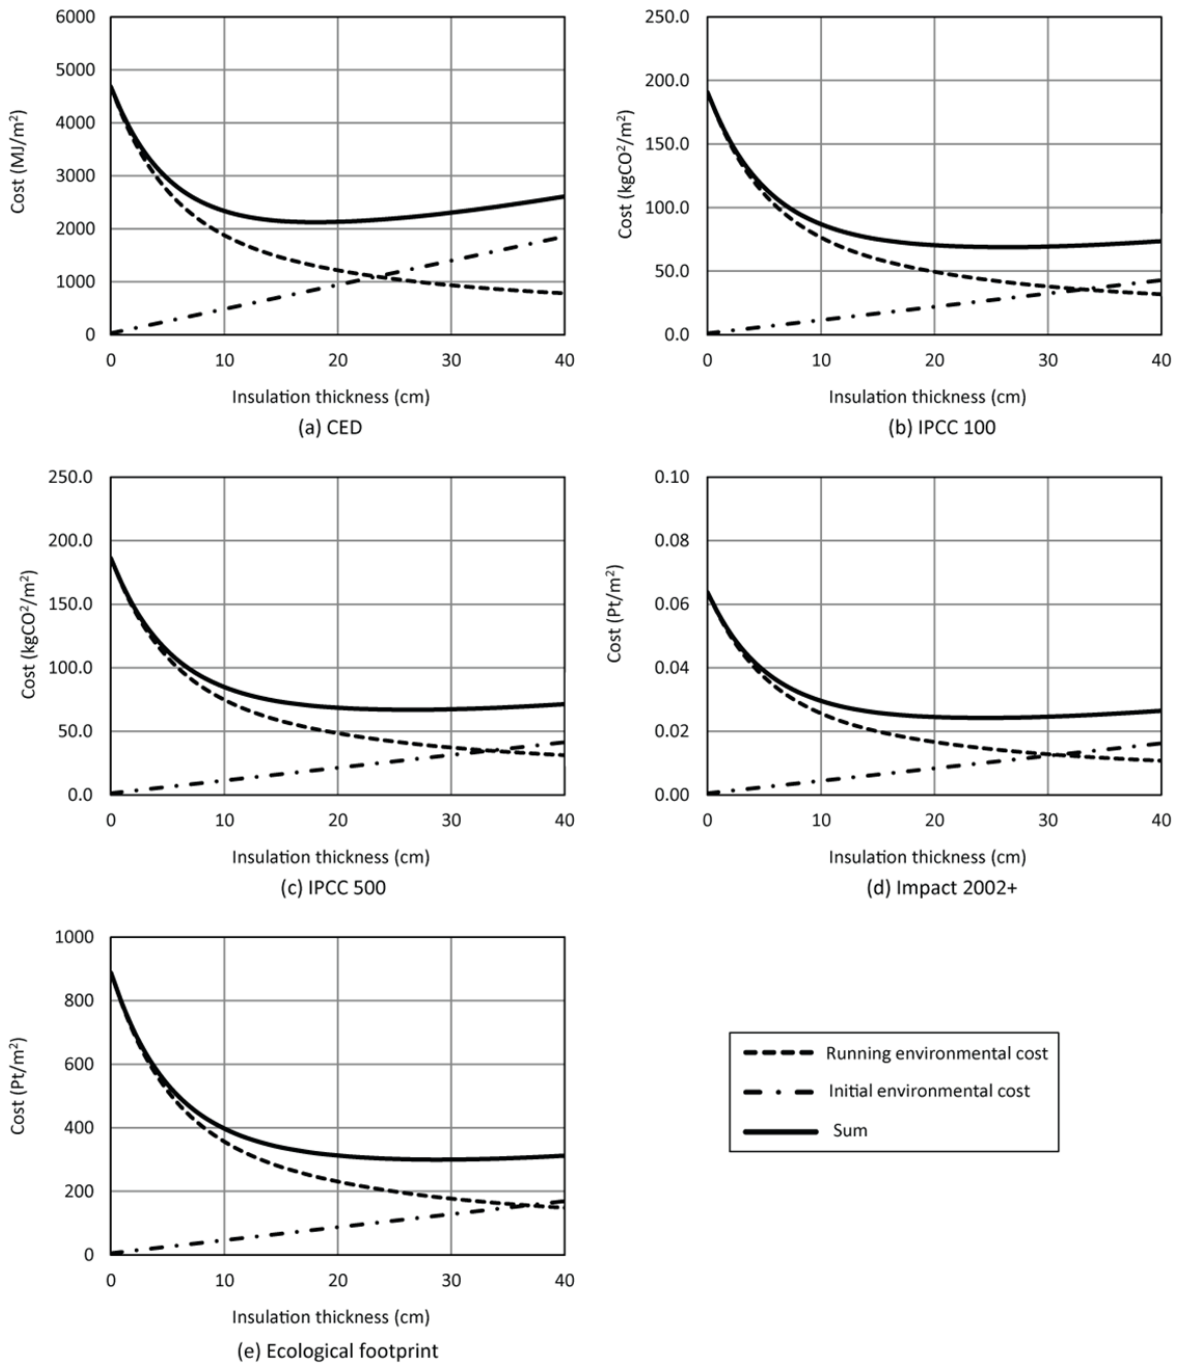 6000
5000
4000
3000
2000
1000
0
Cost (MJ/m²)
0 10 20 30 40
Insulation thickness (cm)
(a) CED
250.0
200.0
150.0
100.0
50.0
0.0
Cost (kgCO²/m²)
0 10 20 30 40
Insulation thickness (cm)
(b) IPCC 100
250.0
200.0
150.0
100.0
50.0
0.0
Cost (kgCO²/m²)
0 10 20 30 40
Insulation thickness (cm)
(c) IPCC 500
0.10
0.08
0.06
0.04
0.02
0.00
Cost (Pt/m²)
0 10 20 30 40
Insulation thickness (cm)
(d) Impact 2002+
1000
800
600
400
200
0
Cost (Pt/m²)
0 10 20 30 40
Insulation thickness (cm)
(e) Ecological footprint
Running environmental cost
Initial environmental cost
Sum